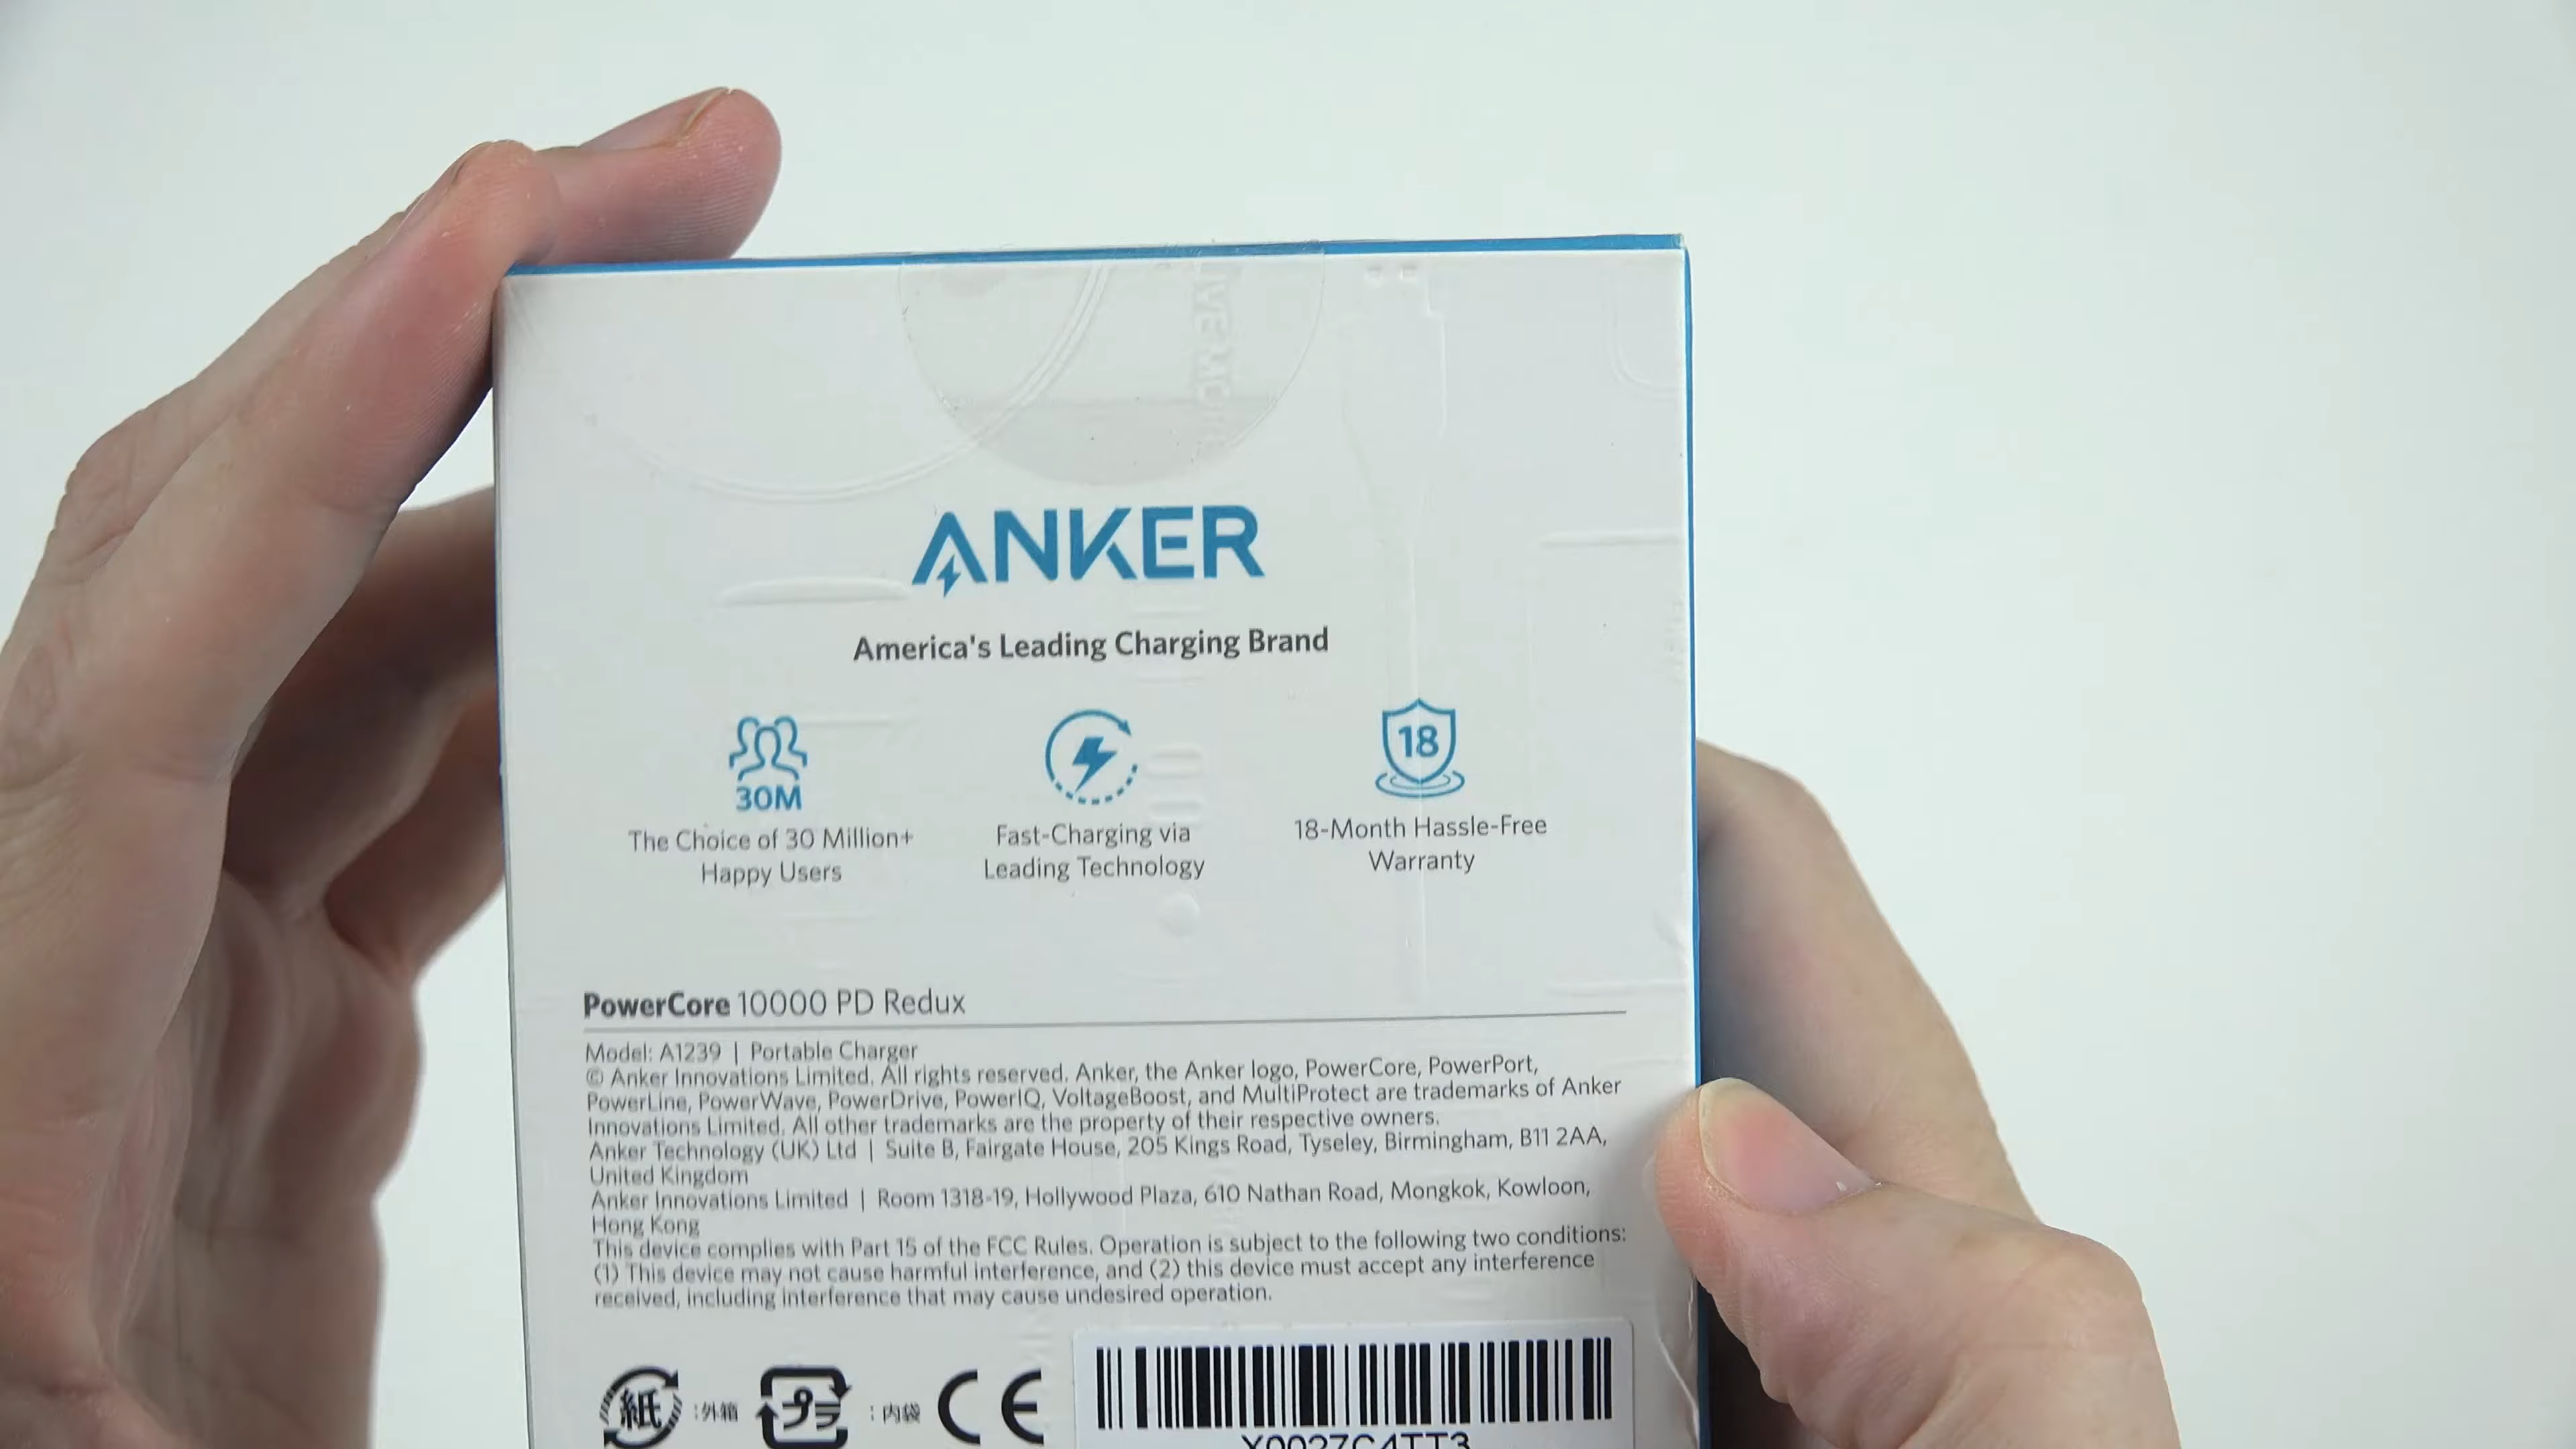 ANKER
America's Leading Charging Brand
30M
18
The Choice of 30 Million+
Happy Users
Fast-Charging via
Leading Technology
18-Month Hassle-Free
Warranty
PowerCore 10000 PD Redux
Model: A1239 | Portable Charger
© Anker Innovations Limited. All rights reserved. Anker, the Anker logo, PowerCore, PowerPort,
PowerLine, PowerWave, PowerDrive, PowerIQ, VoltageBoost, and MultiProtect are trademarks of Anker
Innovations Limited. All other trademarks are the property of their respective owners.
Anker Technology (UK) Ltd | Suite B, Fairgate House, 205 Kings Road, Tyseley, Birmingham, B11 2AA,
United Kingdom
Anker Innovations Limited | Room 1318-19, Hollywood Plaza, 610 Nathan Road, Mongkok, Kowloon,
Hong Kong
This device complies with Part 15 of the FCC Rules. Operation is subject to the following two conditions:
(1) This device may not cause harmful interference, and (2) this device must accept any interference
received, including interference that may cause undesired operation.
紙 :外箱 プラ :内袋 CE